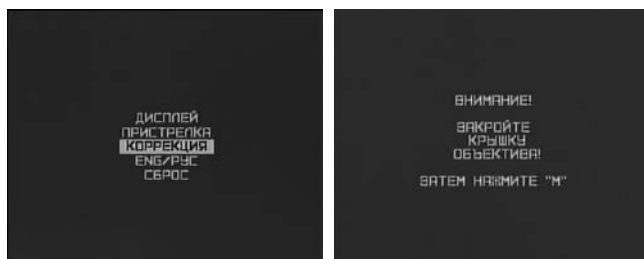 ДИСПЛЕЙ
ПРИСТРЕЛКА
КОРРЕКЦИЯ
ENG/РУС
СБРОС
ВНИМАНИЕ!
ЗАКРОЙТЕ
КРЫШКУ
ОБЪЕКТИВА!
ЗАТЕМ НАЖМИТЕ "М"